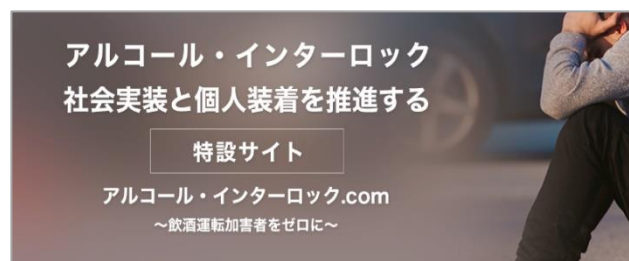 アルコール・インターロック
社会実装と個人装着を推進する
特設サイト
アルコール・インターロック.com
～飲酒運転加害者をゼロに～